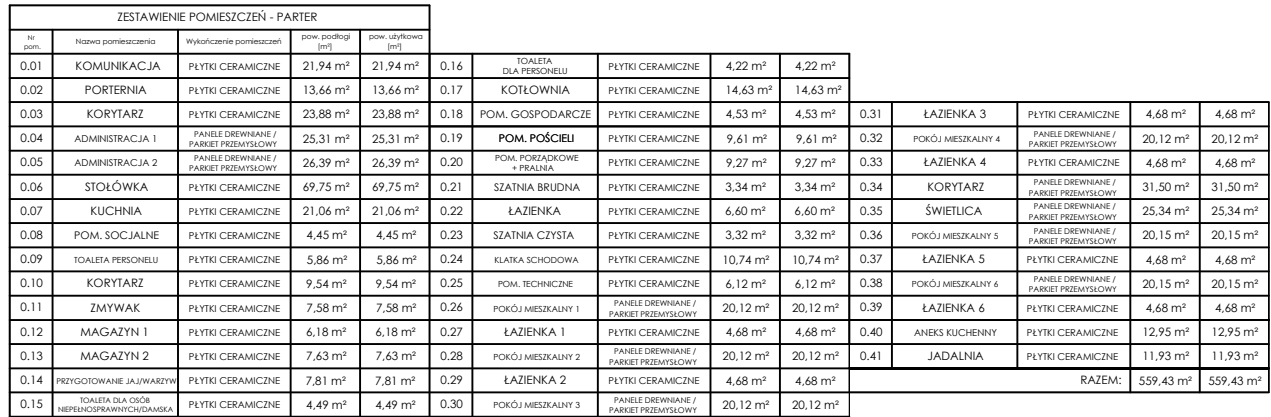 ZESTAWIENIE POMIESZCZEŃ - PARTER
Nr pom. Nazwa pomieszczenia Wykończenie pomieszczeń pow. podłogi [m²] pow. użytkowa [m²]
0.01 KOMUNIKACJA PŁYTKI CERAMICZNE 21,94 m² 21,94 m²
0.02 PORTERNIA PŁYTKI CERAMICZNE 13,66 m² 13,66 m²
0.03 KORYTARZ PŁYTKI CERAMICZNE 23,88 m² 23,88 m²
0.04 ADMINISTRACJA 1 PANELE DREWNIANE / PARKIET PRZEMYSŁOWY 25,31 m² 25,31 m²
0.05 ADMINISTRACJA 2 PANELE DREWNIANE / PARKIET PRZEMYSŁOWY 26,39 m² 26,39 m²
0.06 STOŁÓWKA PŁYTKI CERAMICZNE 69,75 m² 69,75 m²
0.07 KUCHNIA PŁYTKI CERAMICZNE 21,06 m² 21,06 m²
0.08 POM. SOCJALNE PŁYTKI CERAMICZNE 4,45 m² 4,45 m²
0.09 TOALETA PERSONELU PŁYTKI CERAMICZNE 5,86 m² 5,86 m²
0.10 KORYTARZ PŁYTKI CERAMICZNE 9,54 m² 9,54 m²
0.11 ZMYWAK PŁYTKI CERAMICZNE 7,58 m² 7,58 m²
0.12 MAGAZYN 1 PŁYTKI CERAMICZNE 6,18 m² 6,18 m²
0.13 MAGAZYN 2 PŁYTKI CERAMICZNE 7,63 m² 7,63 m²
0.14 PRZYGOTOWANIE JAJ/WARZYW PŁYTKI CERAMICZNE 7,81 m² 7,81 m²
0.15 TOALETA DLA OSÓB NIEPEŁNOSPRAWNYCH/DAMSKA PŁYTKI CERAMICZNE 4,49 m² 4,49 m²
0.16 TOALETA DLA PERSONELU PŁYTKI CERAMICZNE 4,22 m² 4,22 m²
0.17 KOTŁOWNIA PŁYTKI CERAMICZNE 14,63 m² 14,63 m²
0.18 POM. GOSPODARCZE PŁYTKI CERAMICZNE 4,53 m² 4,53 m²
0.19 POM. POŚCIELI PŁYTKI CERAMICZNE 9,61 m² 9,61 m²
0.20 POM. PORZĄDKOWE + PRALNIA PŁYTKI CERAMICZNE 9,27 m² 9,27 m²
0.21 SZATNIA BRUDNA PŁYTKI CERAMICZNE 3,34 m² 3,34 m²
0.22 ŁAZIENKA PŁYTKI CERAMICZNE 6,60 m² 6,60 m²
0.23 SZATNIA CZYSTA PŁYTKI CERAMICZNE 3,32 m² 3,32 m²
0.24 KLATKA SCHODOWA PŁYTKI CERAMICZNE 10,74 m² 10,74 m²
0.25 POM. TECHNICZNE PŁYTKI CERAMICZNE 6,12 m² 6,12 m²
0.26 POKÓJ MIESZKALNY 1 PANELE DREWNIANE / PARKIET PRZEMYSŁOWY 20,12 m² 20,12 m²
0.27 ŁAZIENKA 1 PŁYTKI CERAMICZNE 4,68 m² 4,68 m²
0.28 POKÓJ MIESZKALNY 2 PANELE DREWNIANE / PARKIET PRZEMYSŁOWY 20,12 m² 20,12 m²
0.29 ŁAZIENKA 2 PŁYTKI CERAMICZNE 4,68 m² 4,68 m²
0.30 POKÓJ MIESZKALNY 3 PANELE DREWNIANE / PARKIET PRZEMYSŁOWY 20,12 m² 20,12 m²
0.31 ŁAZIENKA 3 PŁYTKI CERAMICZNE 4,68 m² 4,68 m²
0.32 POKÓJ MIESZKALNY 4 PANELE DREWNIANE / PARKIET PRZEMYSŁOWY 20,12 m² 20,12 m²
0.33 ŁAZIENKA 4 PŁYTKI CERAMICZNE 4,68 m² 4,68 m²
0.34 KORYTARZ PANELE DREWNIANE / PARKIET PRZEMYSŁOWY 31,50 m² 31,50 m²
0.35 ŚWIETLICA PANELE DREWNIANE / PARKIET PRZEMYSŁOWY 25,34 m² 25,34 m²
0.36 POKÓJ MIESZKALNY 5 PANELE DREWNIANE / PARKIET PRZEMYSŁOWY 20,15 m² 20,15 m²
0.37 ŁAZIENKA 5 PŁYTKI CERAMICZNE 4,68 m² 4,68 m²
0.38 POKÓJ MIESZKALNY 6 PANELE DREWNIANE / PARKIET PRZEMYSŁOWY 20,15 m² 20,15 m²
0.39 ŁAZIENKA 6 PŁYTKI CERAMICZNE 4,68 m² 4,68 m²
0.40 ANEKS KUCHENNY PŁYTKI CERAMICZNE 12,95 m² 12,95 m²
0.41 JADALNIA PŁYTKI CERAMICZNE 11,93 m² 11,93 m²
RAZEM: 559,43 m² 559,43 m²